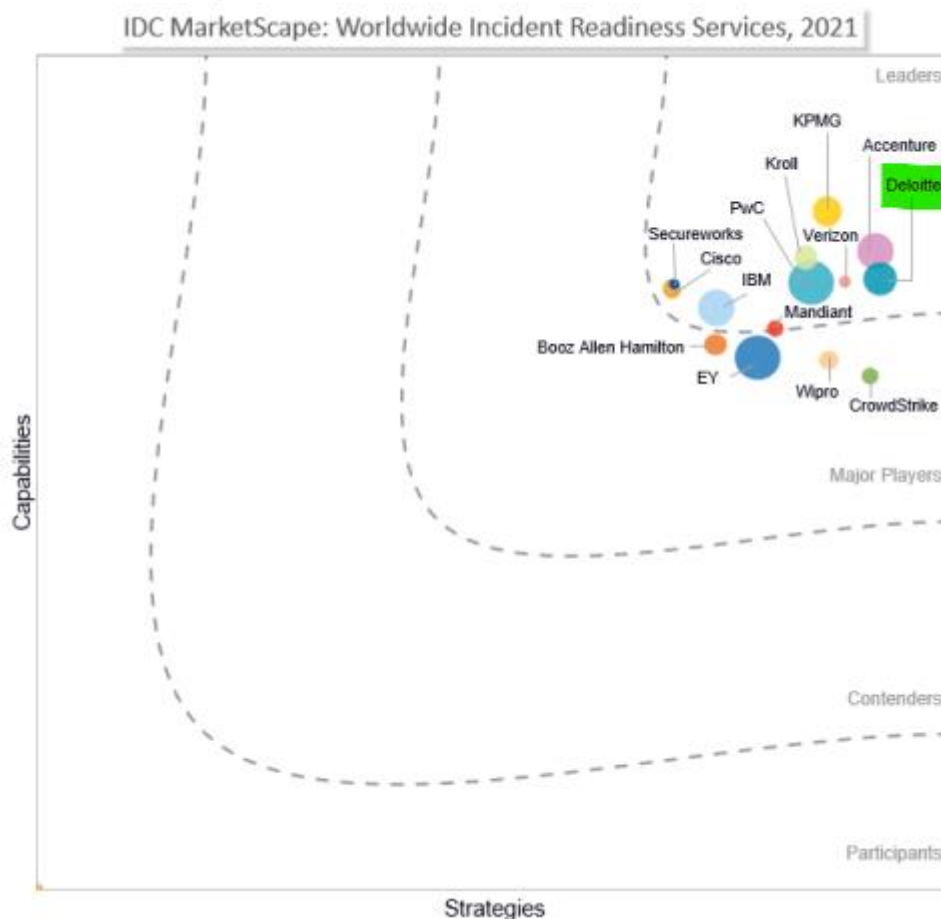 IDC MarketScape: Worldwide Incident Readiness Services, 2021
Leaders
KPMG
Accenture
Kroll
Deloitte
PwC
Verizon
Secureworks
Cisco
IBM
Mandiant
Booz Allen Hamilton
EY
Wipro
CrowdStrike
Major Players
Capabilities
Contenders
Participants
Strategies